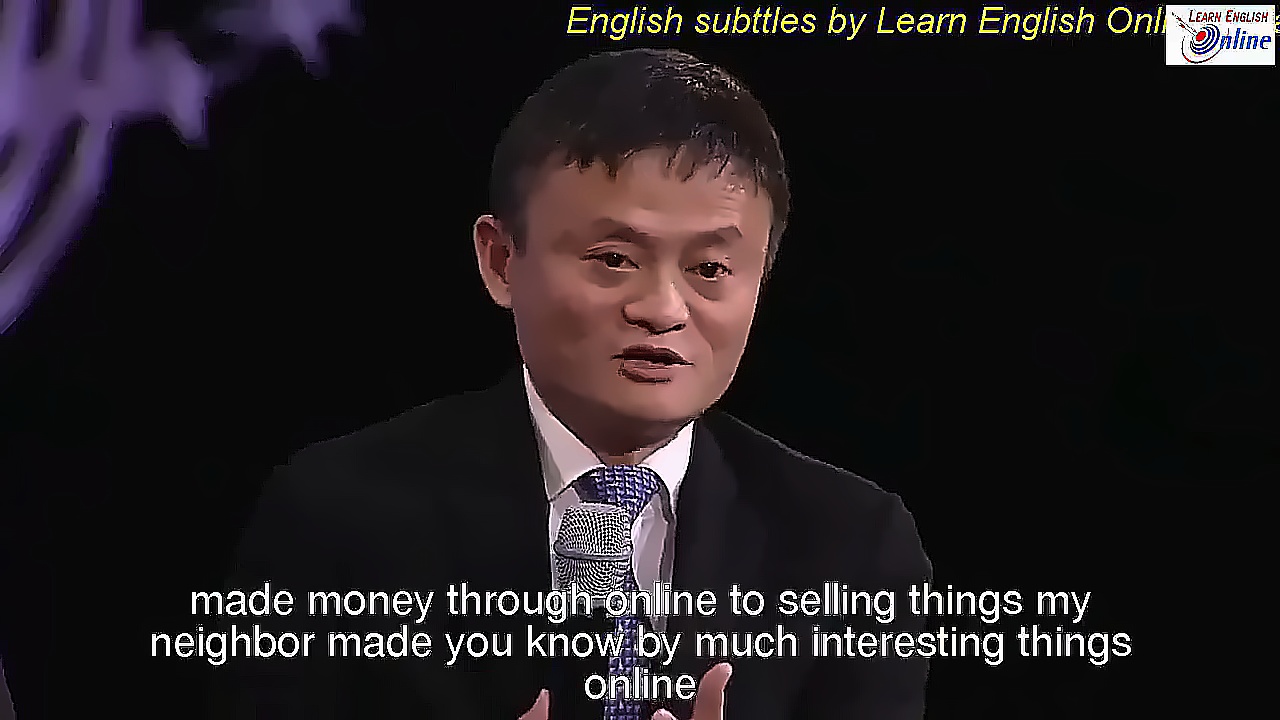 English subttles by Learn English Onli
LEARN ENGLISH
Online
made money through online to selling things my
neighbor made you know by much interesting things
online